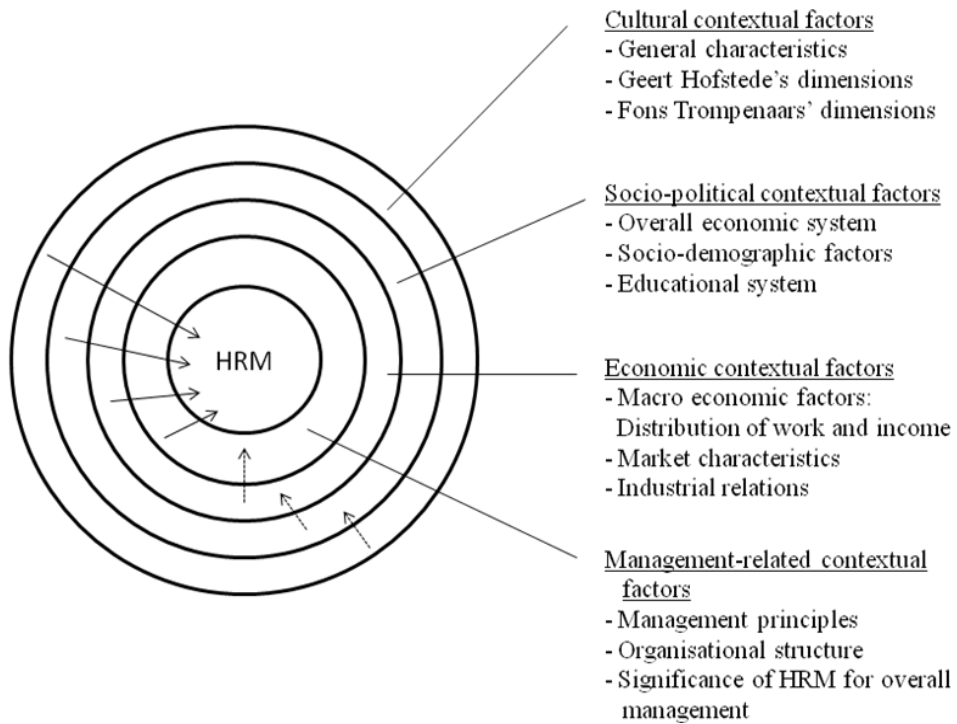 Cultural contextual factors
- General characteristics
- Geert Hofstede's dimensions
- Fons Trompenaars' dimensions
Socio-political contextual factors
- Overall economic system
- Socio-demographic factors
- Educational system
HRM
Economic contextual factors
- Macro economic factors:
Distribution of work and income
- Market characteristics
- Industrial relations
Management-related contextual
factors
- Management principles
- Organisational structure
- Significance of HRM for overall
management